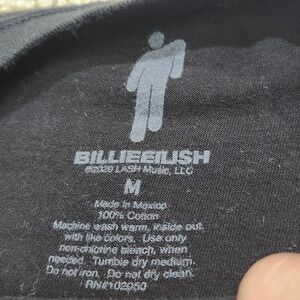 BILLIEEILISH
©2020 LASH Music, LLC
M
Made in Mexico
100% Cotton
Machine wash warm, inside out,
with like colors. Use only
non-chlorine bleach, when
needed. Tumble dry medium.
Do not iron. Do not dry clean.
RN#102950